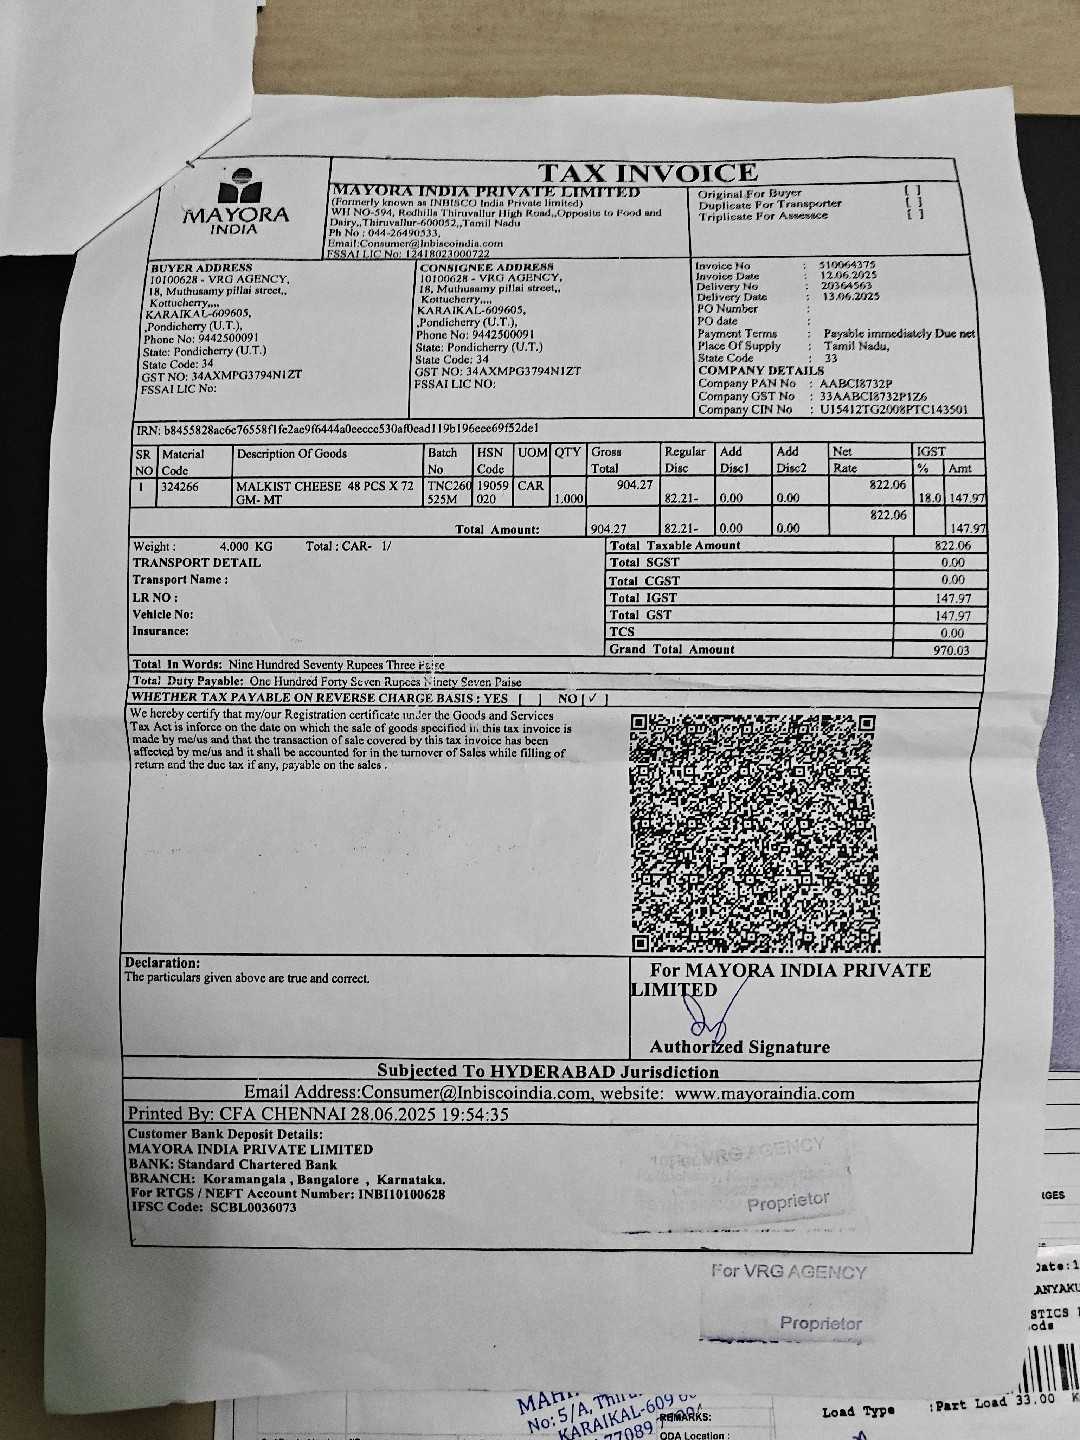 MAYORA
INDIA
TAX INVOICE
MAYORA INDIA PRIVATE LIMITED
(Formerly known as INBISCO India Private limited)
WH NO-594, Redhills Thiruvallur High Road,,Opposite to Food and
Dairy,,Thiruvallur-600052,,Tamil Nadu
Ph No : 044-26490533,
Email:Consumer@Inbiscoindia.com
FSSAI LIC No: 12418023000722
Original For Buyer [ ]
Duplicate For Transporter [ ]
Triplicate For Assessee [ ]
BUYER ADDRESS
10100628 - VRG AGENCY,
18, Muthusamy pillai street,,
Kottucherry,,,,
KARAIKAL-609605,
,Pondicherry (U.T.),
Phone No: 9442500091
State: Pondicherry (U.T.)
State Code: 34
GST NO: 34AXMPG3794N1ZT
FSSAI LIC No:
CONSIGNEE ADDRESS
10100628 - VRG AGENCY,
18, Muthusamy pillai street,,
Kottucherry,,,,
KARAIKAL-609605,
,Pondicherry (U.T.),
Phone No: 9442500091
State: Pondicherry (U.T.)
State Code: 34
GST NO: 34AXMPG3794N1ZT
FSSAI LIC NO:
Invoice No : 510064375
Invoice Date : 12.06.2025
Delivery No : 20364563
Delivery Date : 13.06.2025
PO Number :
PO date :
Payment Terms : Payable immediately Due net
Place Of Supply : Tamil Nadu,
State Code : 33
COMPANY DETAILS
Company PAN No : AABCI8732P
Company GST No : 33AABCI8732P1Z6
Company CIN No : U15412TG2008PTC143501
IRN: b8455828ac6c76558f1fc2ae9f6444a0eeccc530af0ead119b196eee69f52de1
SR Material Description Of Goods Batch HSN UOM QTY Gross Regular Add Add Net IGST
NO Code No Code Total Disc Disc1 Disc2 Rate % Amt
1 324266 MALKIST CHEESE 48 PCS X 72 TNC260 19059 CAR 904.27 822.06
GM- MT 525M 020 1.000 82.21- 0.00 0.00 18.0 147.97
822.06
Total Amount: 904.27 82.21- 0.00 0.00 147.97
Weight : 4.000 KG Total : CAR- 1/
TRANSPORT DETAIL
Transport Name :
LR NO :
Vehicle No:
Insurance:
Total Taxable Amount 822.06
Total SGST 0.00
Total CGST 0.00
Total IGST 147.97
Total GST 147.97
TCS 0.00
Grand Total Amount 970.03
Total In Words: Nine Hundred Seventy Rupees Three Paise
Total Duty Payable: One Hundred Forty Seven Rupees Ninety Seven Paise
WHETHER TAX PAYABLE ON REVERSE CHARGE BASIS : YES [ ] NO [✓]
We hereby certify that my/our Registration certificate under the Goods and Services
Tax Act is inforce on the date on which the sale of goods specified in this tax invoice is
made by me/us and that the transaction of sale covered by this tax invoice has been
affected by me/us and it shall be accounted for in the turnover of Sales while filling of
return and the due tax if any, payable on the sales .
Declaration:
The particulars given above are true and correct.
For MAYORA INDIA PRIVATE
LIMITED
Authorized Signature
Subjected To HYDERABAD Jurisdiction
Email Address:Consumer@Inbiscoindia.com, website: www.mayoraindia.com
Printed By: CFA CHENNAI 28.06.2025 19:54:35
Customer Bank Deposit Details:
MAYORA INDIA PRIVATE LIMITED
BANK: Standard Chartered Bank
BRANCH: Koramangala , Bangalore , Karnataka.
For RTGS / NEFT Account Number: INBI10100628
IFSC Code: SCBL0036073
VRG AGENCY
Proprietor
For VRG AGENCY
Proprietor
No: 5/A,
KARAIKAL-609
REMARKS:
ODA Location :
Load Type :Part Load 33.00